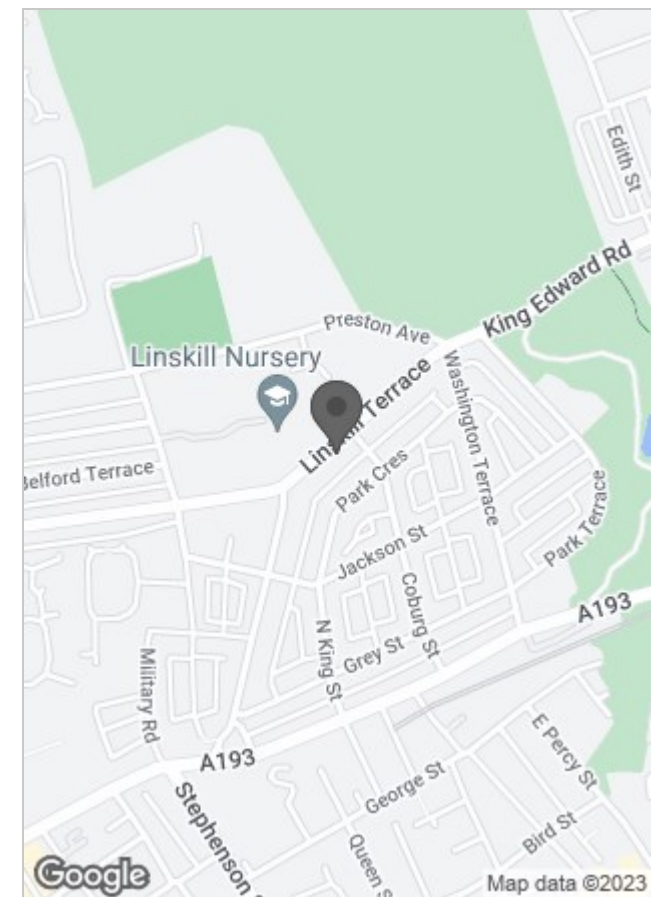 Edith St
King Edward Rd
Preston Ave
Linskill Nursery
Linskill Terrace
Washington Terrace
Belford Terrace
Park Cres
Park Terrace
Jackson St
Coburg St
A193
Grey St
N King St
Military Rd
A193
E Percy St
George St
Stephenson
Bird St
Queen S
Google
Map data ©2023